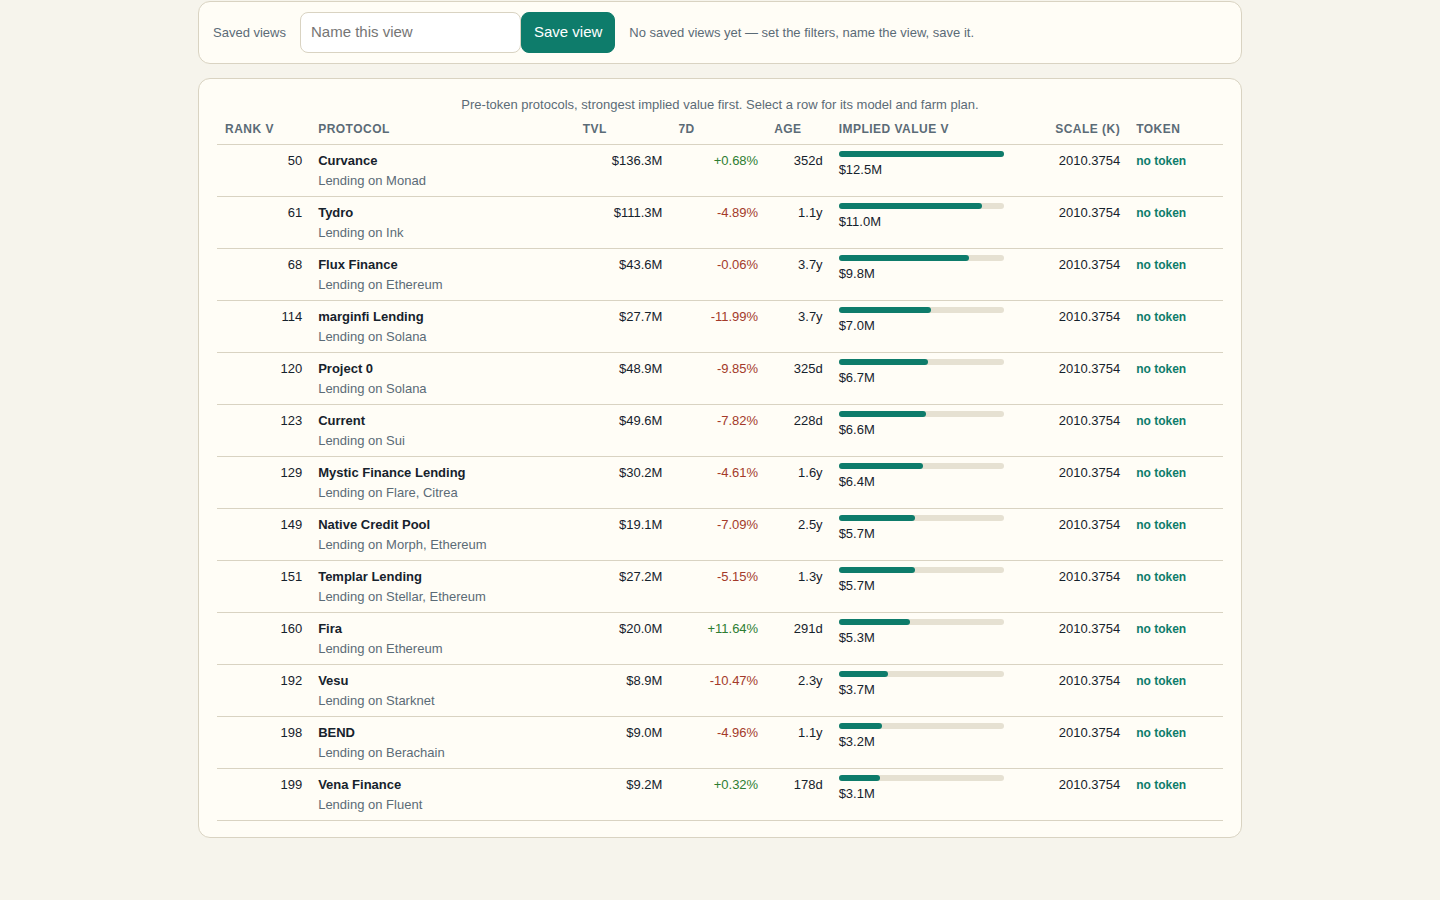 Saved views Name this view Save view No saved views yet — set the filters, name the view, save it.
Pre-token protocols, strongest implied value first. Select a row for its model and farm plan.
RANK V PROTOCOL TVL 7D AGE IMPLIED VALUE V SCALE (K) TOKEN
50 Curvance $136.3M +0.68% 352d $12.5M 2010.3754 no token
Lending on Monad
61 Tydro $111.3M -4.89% 1.1y $11.0M 2010.3754 no token
Lending on Ink
68 Flux Finance $43.6M -0.06% 3.7y $9.8M 2010.3754 no token
Lending on Ethereum
114 marginfi Lending $27.7M -11.99% 3.7y $7.0M 2010.3754 no token
Lending on Solana
120 Project 0 $48.9M -9.85% 325d $6.7M 2010.3754 no token
Lending on Solana
123 Current $49.6M -7.82% 228d $6.6M 2010.3754 no token
Lending on Sui
129 Mystic Finance Lending $30.2M -4.61% 1.6y $6.4M 2010.3754 no token
Lending on Flare, Citrea
149 Native Credit Pool $19.1M -7.09% 2.5y $5.7M 2010.3754 no token
Lending on Morph, Ethereum
151 Templar Lending $27.2M -5.15% 1.3y $5.7M 2010.3754 no token
Lending on Stellar, Ethereum
160 Fira $20.0M +11.64% 291d $5.3M 2010.3754 no token
Lending on Ethereum
192 Vesu $8.9M -10.47% 2.3y $3.7M 2010.3754 no token
Lending on Starknet
198 BEND $9.0M -4.96% 1.1y $3.2M 2010.3754 no token
Lending on Berachain
199 Vena Finance $9.2M +0.32% 178d $3.1M 2010.3754 no token
Lending on Fluent